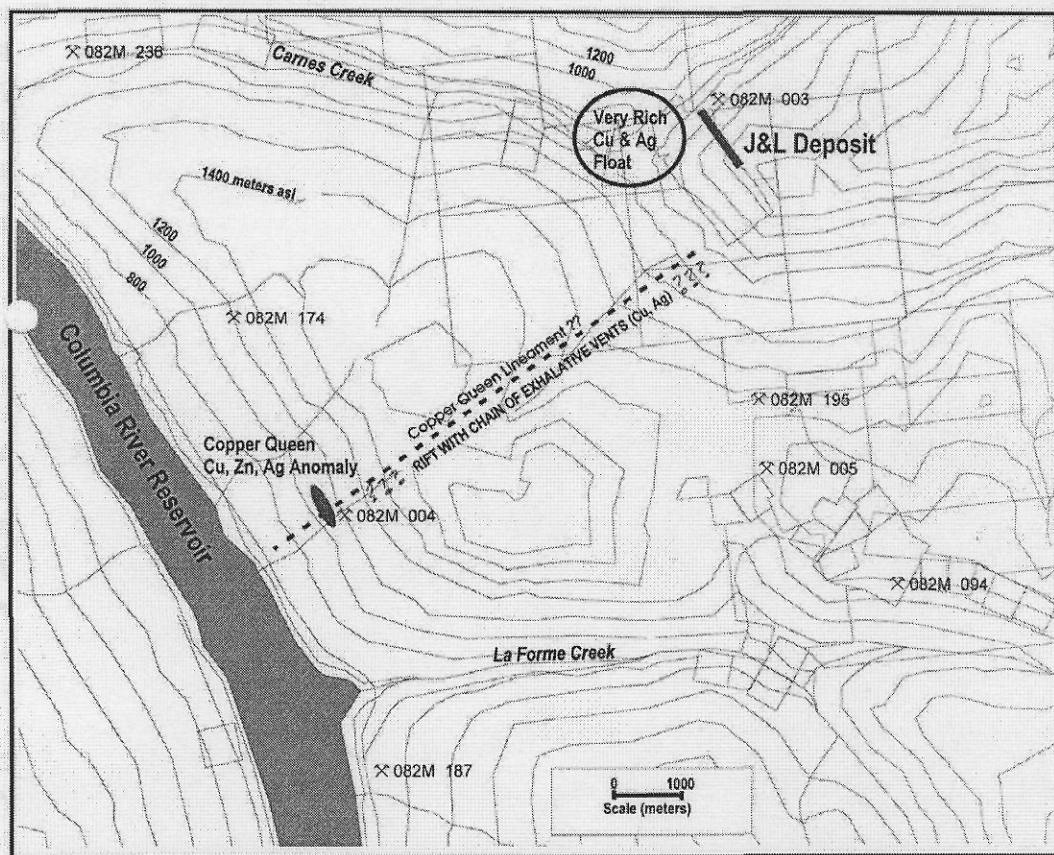 082M 236
Carnes Creek
1200
1000
082M 003
Very Rich
Cu & Ag
Float
J&L Deposit
1400 meters asl
1200
1000
800
082M 174
Columbia River Reservoir
Copper Queen Lineament ??
? ? ? RIFT WITH CHAIN OF EXHALATIVE VENTS (Cu, Ag) ? ? ?
082M 195
Copper Queen
Cu, Zn, Ag Anomaly
082M 005
082M 004
082M 094
La Forme Creek
082M 187
0 1000
Scale (meters)